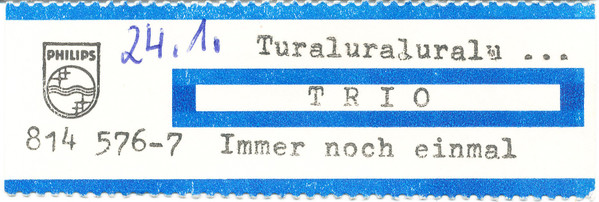 24.1. Turaluraluralu ...
PHILIPS
TRIO
814 576-7 Immer noch einmal